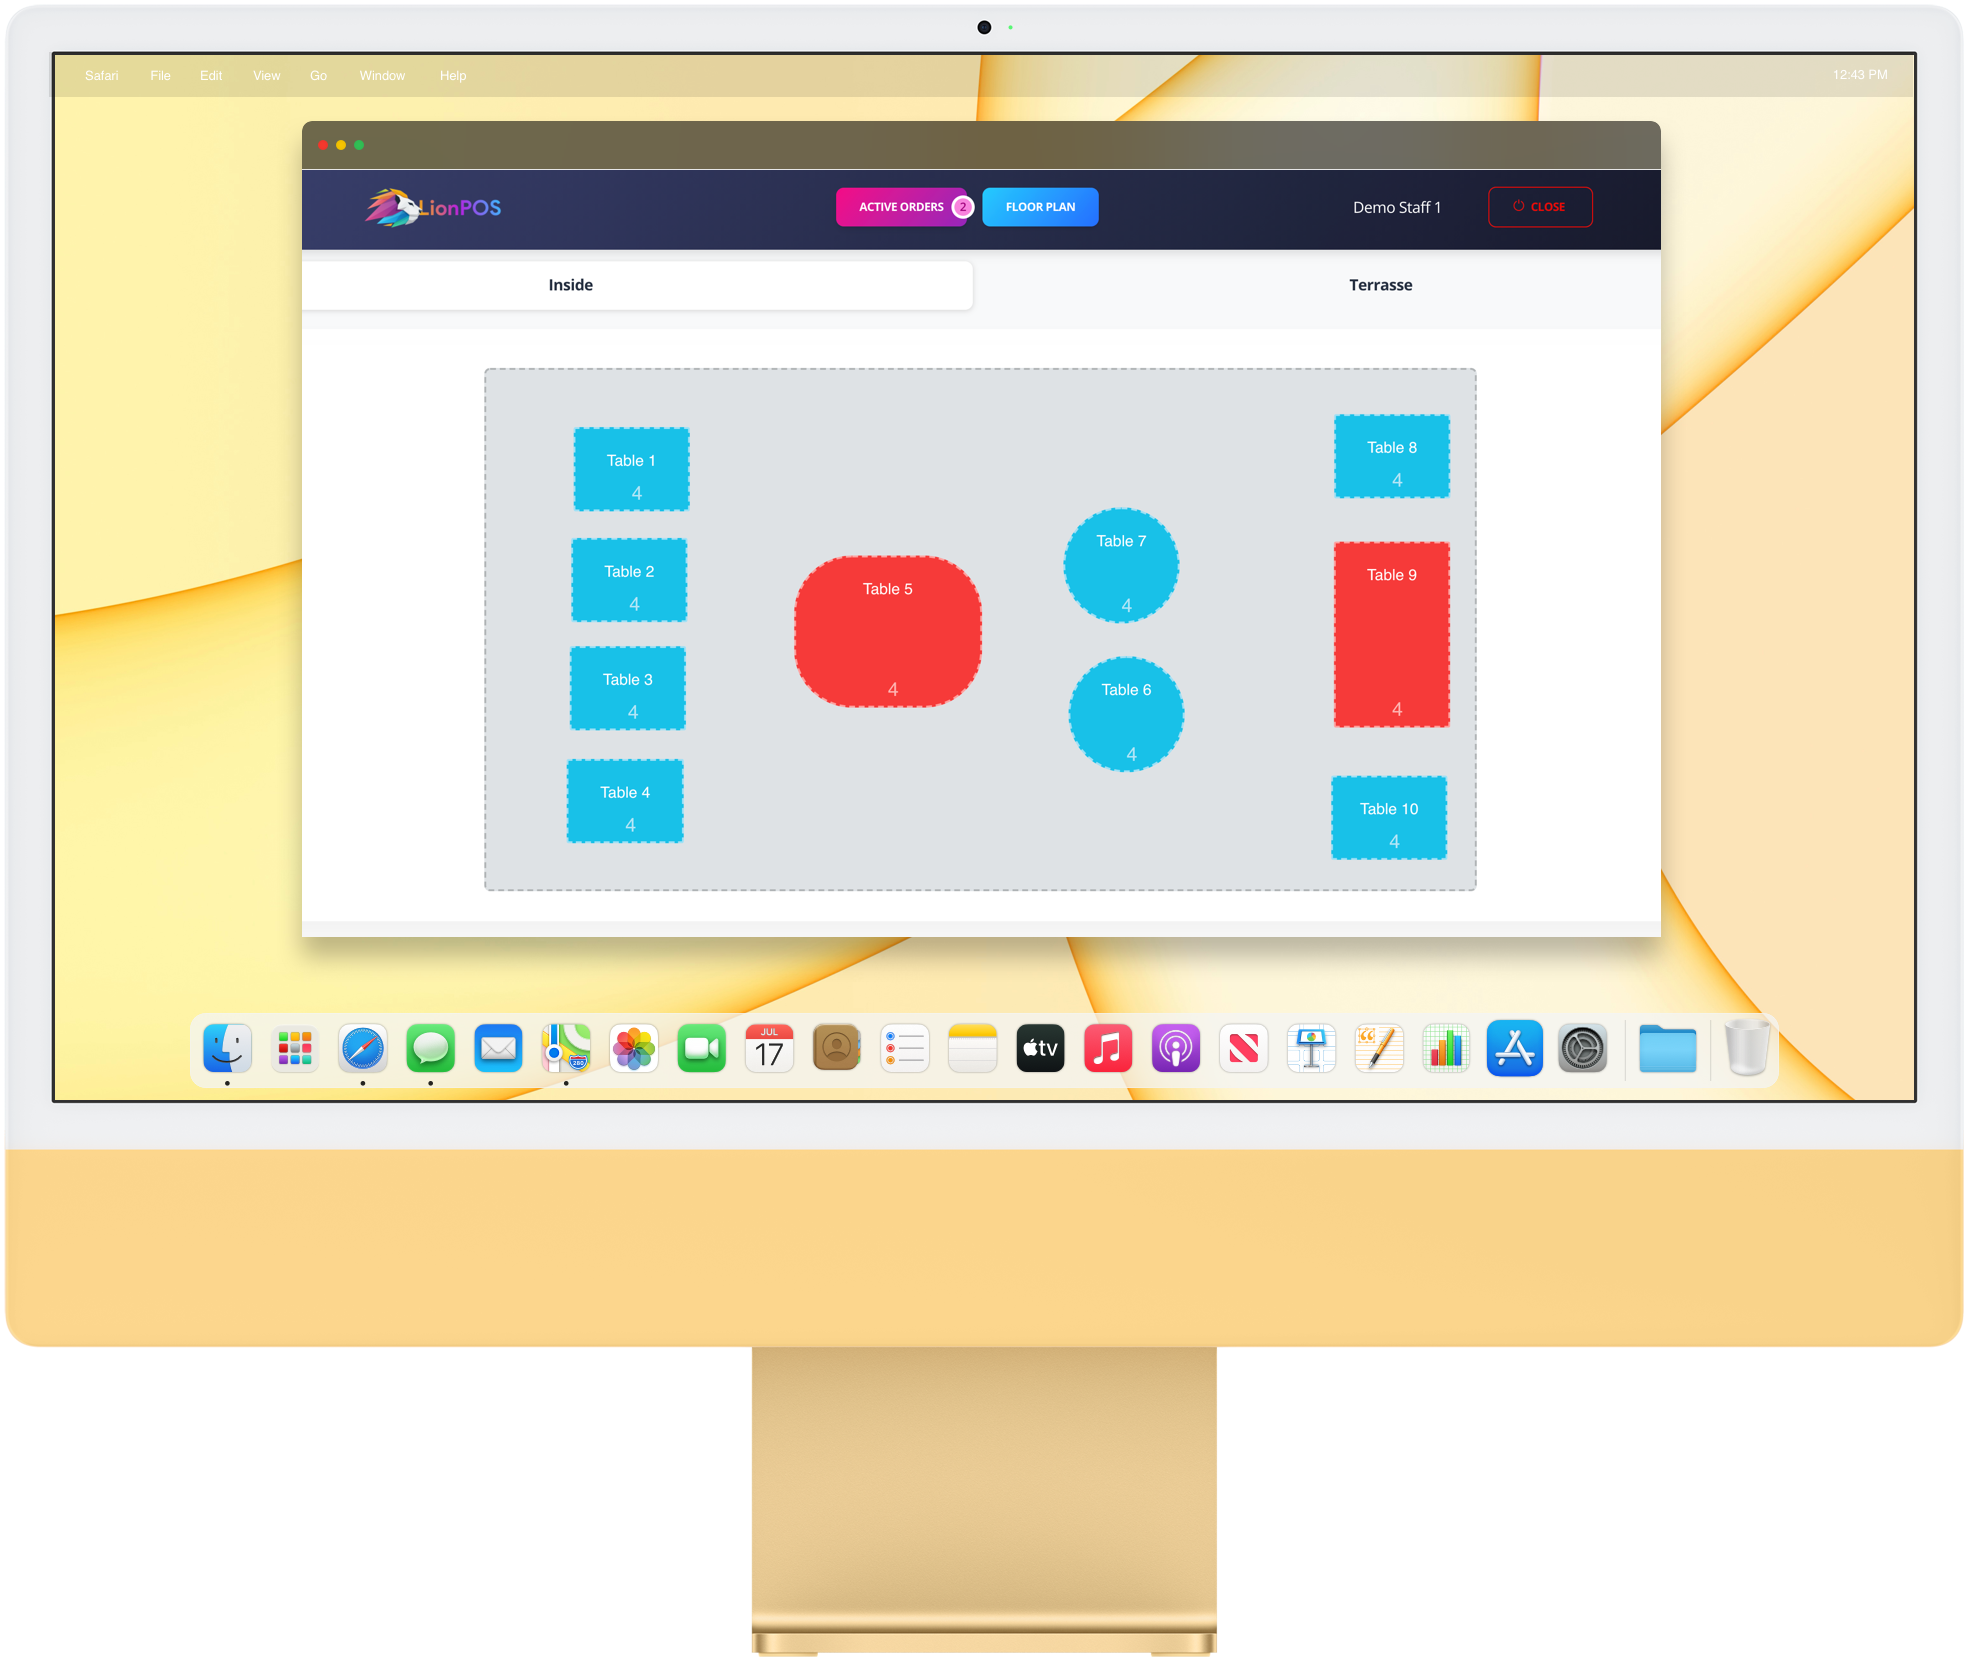 Safari File Edit View Go Window Help 12:43 PM
LionPOS ACTIVE ORDERS 2 FLOOR PLAN Demo Staff 1 CLOSE
Inside Terrasse
Table 1
4
Table 2
4
Table 3
4
Table 4
4
Table 5
4
Table 7
4
Table 6
4
Table 8
4
Table 9
4
Table 10
4
JUL
17
280
tv